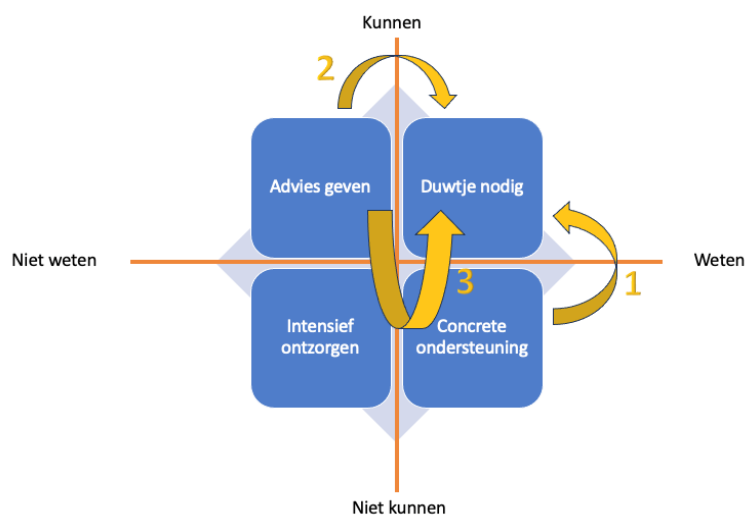 Kunnen
2
Advies geven
Duwtje nodig
Niet weten
Weten
3
1
Intensief
ontzorgen
Concrete
ondersteuning
Niet kunnen